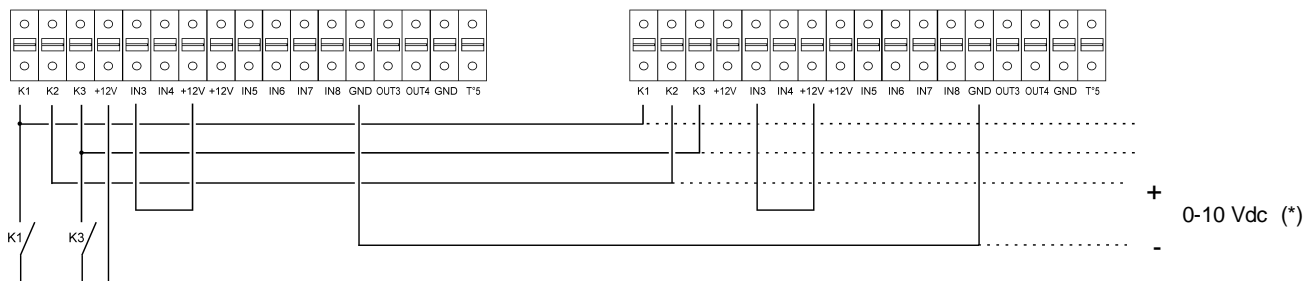 K1 K2 K3 +12V IN3 IN4 +12V +12V IN5 IN6 IN7 IN8 GND OUT3 OUT4 GND T°5
K1 K2 K3 +12V IN3 IN4 +12V +12V IN5 IN6 IN7 IN8 GND OUT3 OUT4 GND T°5
+
0-10 Vdc (*)
K1
K3
-